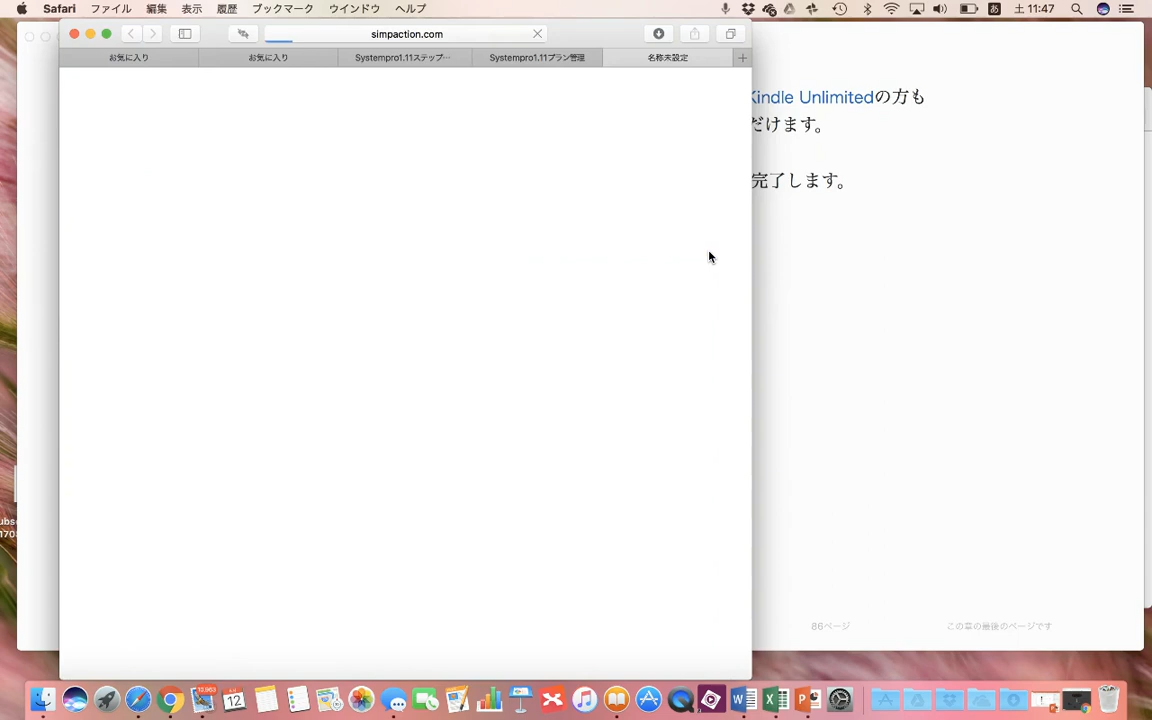 Safari ファイル 編集 表示 履歴 ブックマーク ウインドウ ヘルプ
あ 土 11:47
simpaction.com
お気に入り
お気に入り
Systempro1.11ステップ…
Systempro1.11プラン管理
名称未設定
Kindle Unlimitedの方も
だけます。
完了します。
86ページ
この章の最後のページです
12,963
12